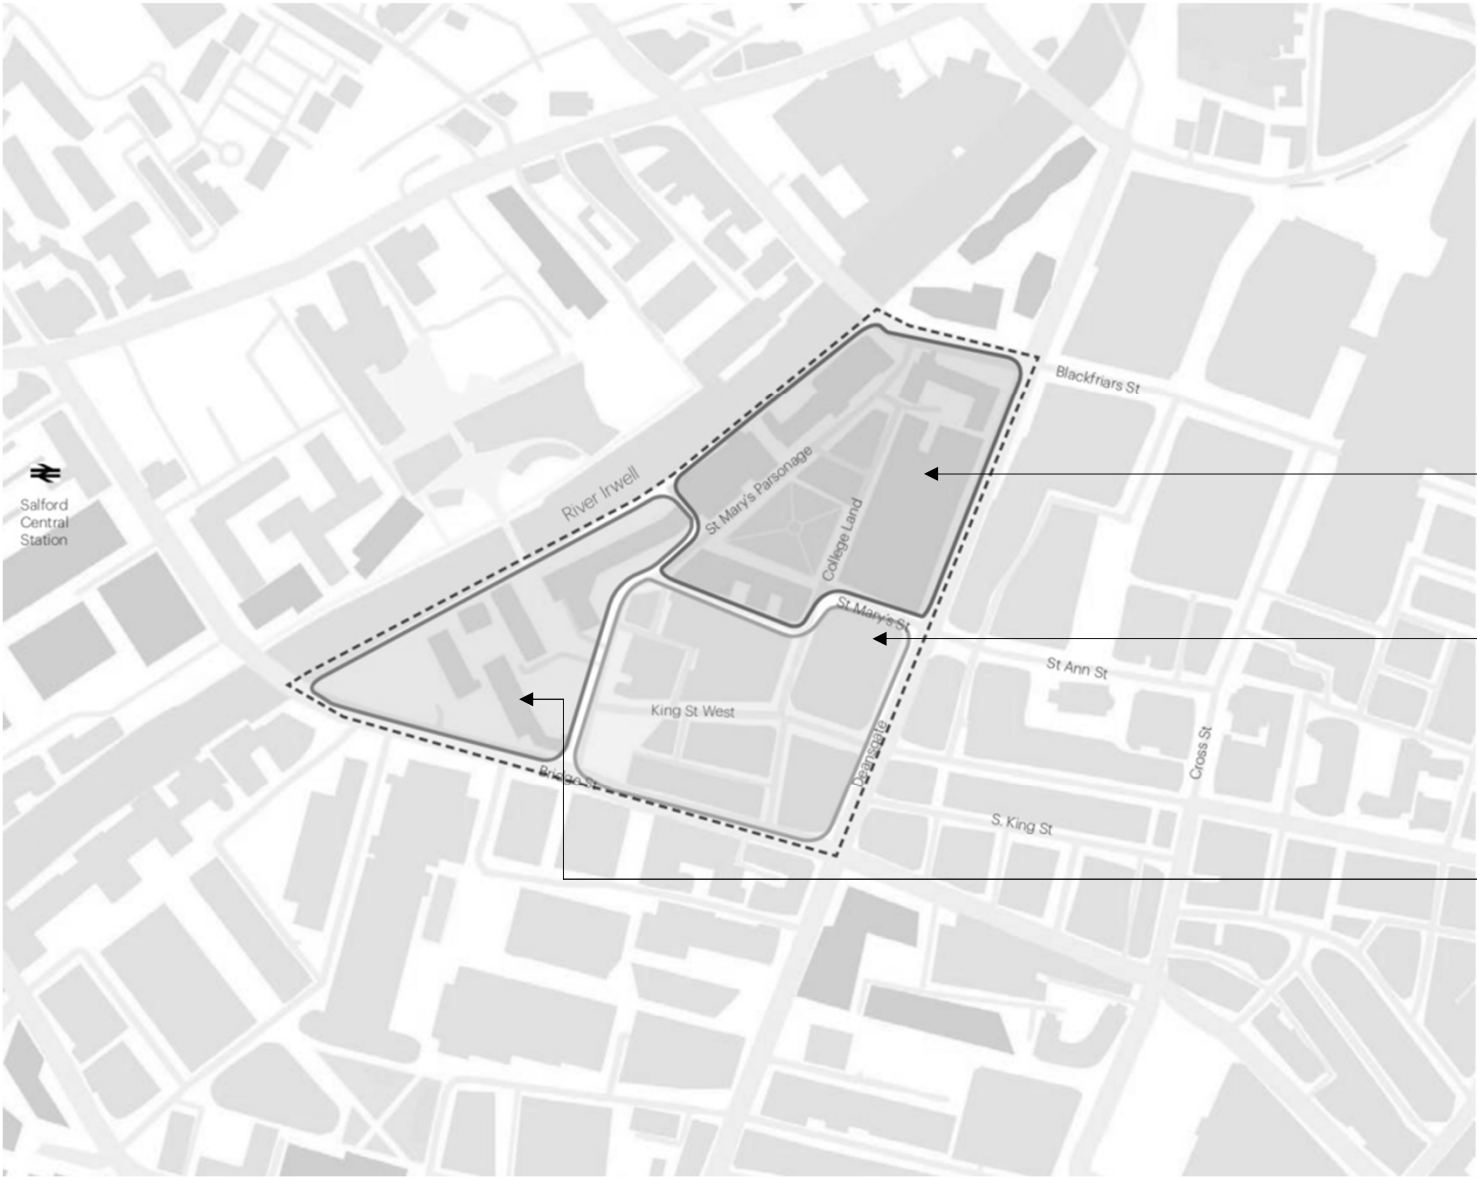 Blackfriars St
River Irwell
St Mary's Parsonage
Salford
Central
Station
College Land
St Mary's St
St Ann St
King St West
Deansgate
Cross St
Bridge St
S. King St